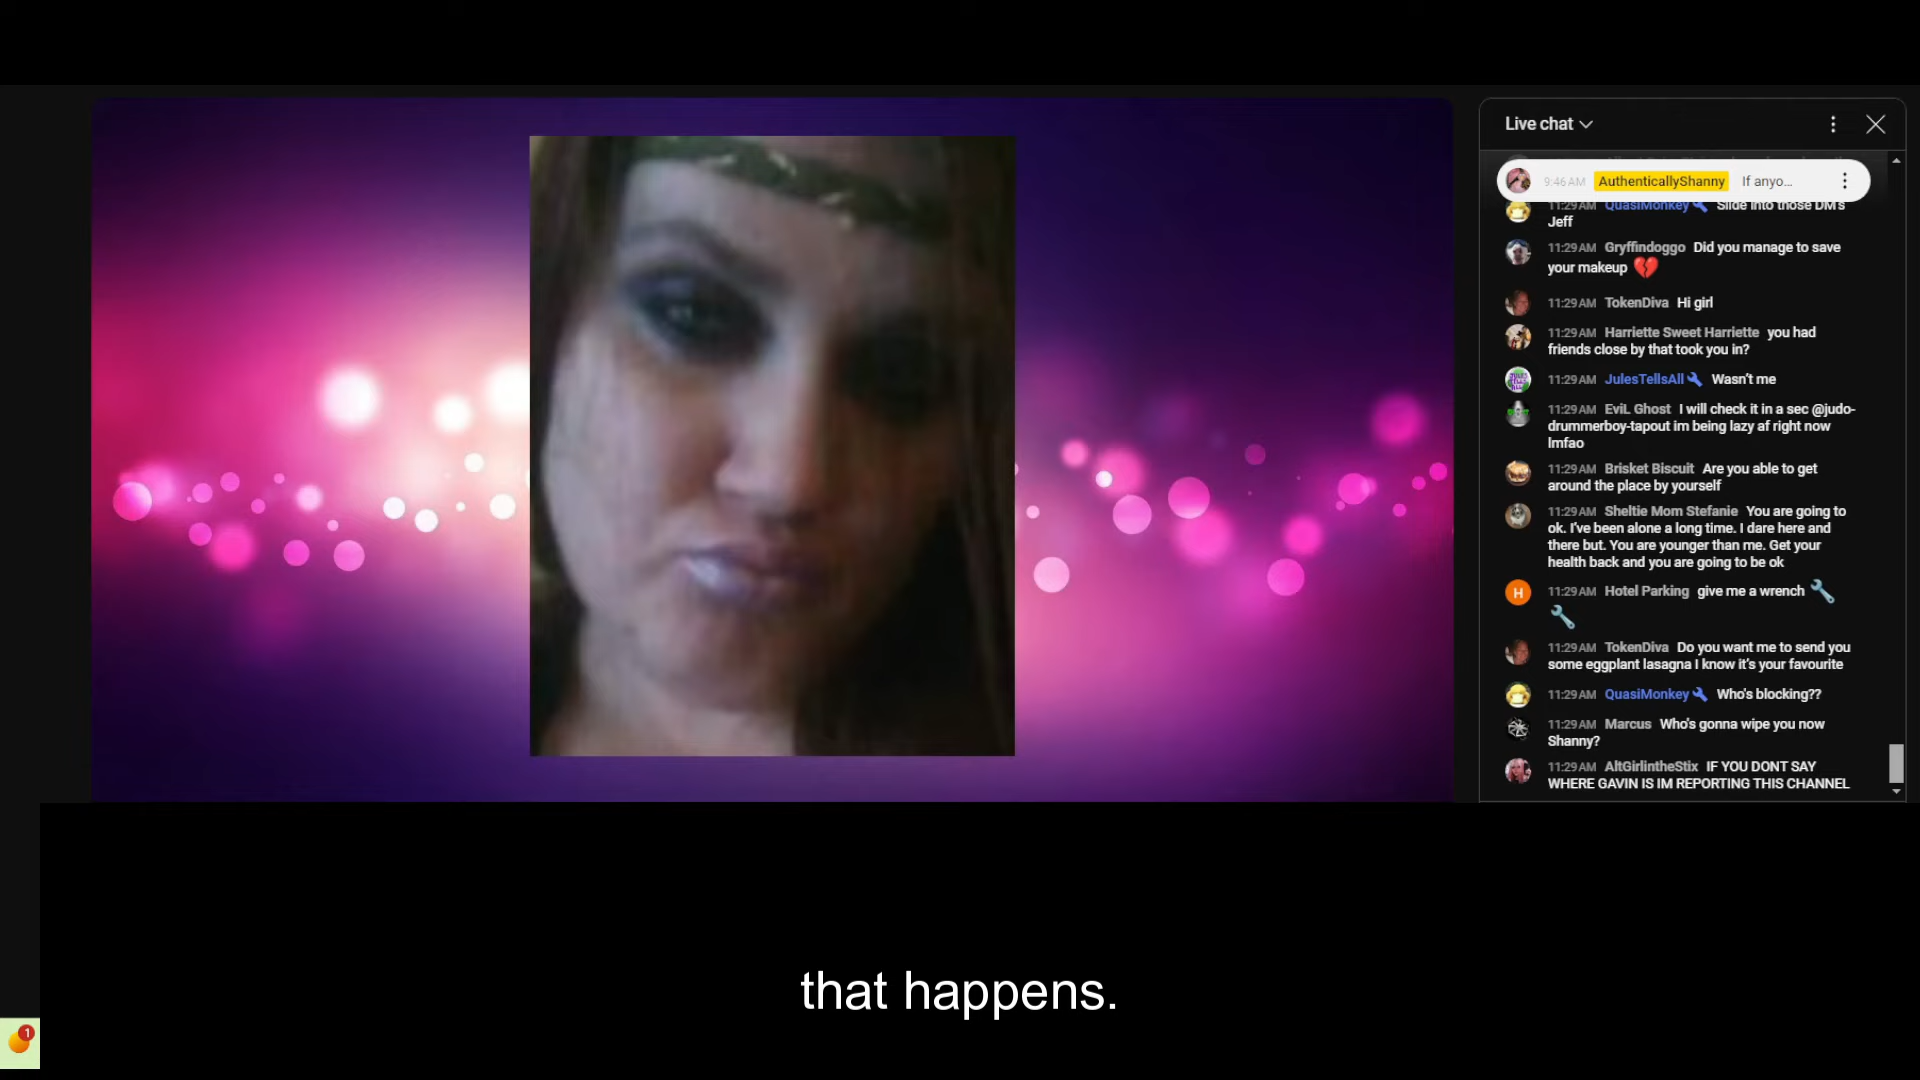 Live chat
9:46 AM AuthenticallyShanny If anyo...
11:29 AM QuasiMonkey Slide into those DM's
Jeff
11:29 AM Gryffindoggo Did you manage to save
your makeup 💔
11:29 AM TokenDiva Hi girl
11:29 AM Harriette Sweet Harriette you had
friends close by that took you in?
11:29 AM JulesTellsAll Wasn't me
11:29 AM EviL Ghost I will check it in a sec @judo-
drummerboy-tapout im being lazy af right now
lmfao
11:29 AM Brisket Biscuit Are you able to get
around the place by yourself
11:29 AM Sheltie Mom Stefanie You are going to
ok. I've been alone a long time. I dare here and
there but. You are younger than me. Get your
health back and you are going to be ok
H
11:29 AM Hotel Parking give me a wrench 🔧
🔧
11:29 AM TokenDiva Do you want me to send you
some eggplant lasagna I know it's your favourite
11:29 AM QuasiMonkey Who's blocking??
11:29 AM Marcus Who's gonna wipe you now
Shanny?
11:29 AM AltGirlintheStix IF YOU DONT SAY
WHERE GAVIN IS IM REPORTING THIS CHANNEL
that happens.
1